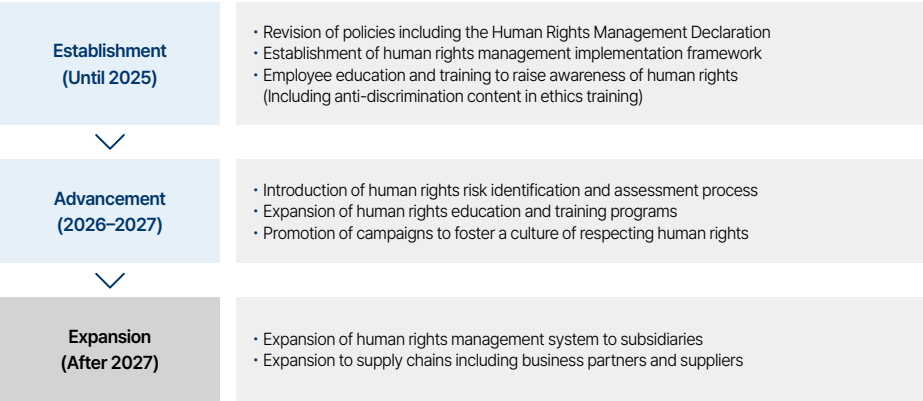 Establishment
(Until 2025)
· Revision of policies including the Human Rights Management Declaration
· Establishment of human rights management implementation framework
· Employee education and training to raise awareness of human rights
(Including anti-discrimination content in ethics training)
Advancement
(2026–2027)
· Introduction of human rights risk identification and assessment process
· Expansion of human rights education and training programs
· Promotion of campaigns to foster a culture of respecting human rights
Expansion
(After 2027)
· Expansion of human rights management system to subsidiaries
· Expansion to supply chains including business partners and suppliers